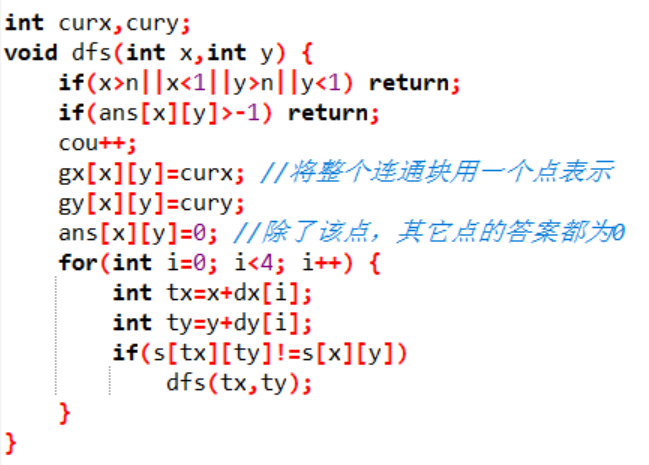 int curx,cury;
void dfs(int x,int y) {
    if(x>n||x<1||y>n||y<1) return;
    if(ans[x][y]>-1) return;
    cou++;
    gx[x][y]=curx; //将整个连通块用一个点表示
    gy[x][y]=cury;
    ans[x][y]=0; //除了该点，其它点的答案都为0
    for(int i=0; i<4; i++) {
        int tx=x+dx[i];
        int ty=y+dy[i];
        if(s[tx][ty]!=s[x][y])
            dfs(tx,ty);
    }
}